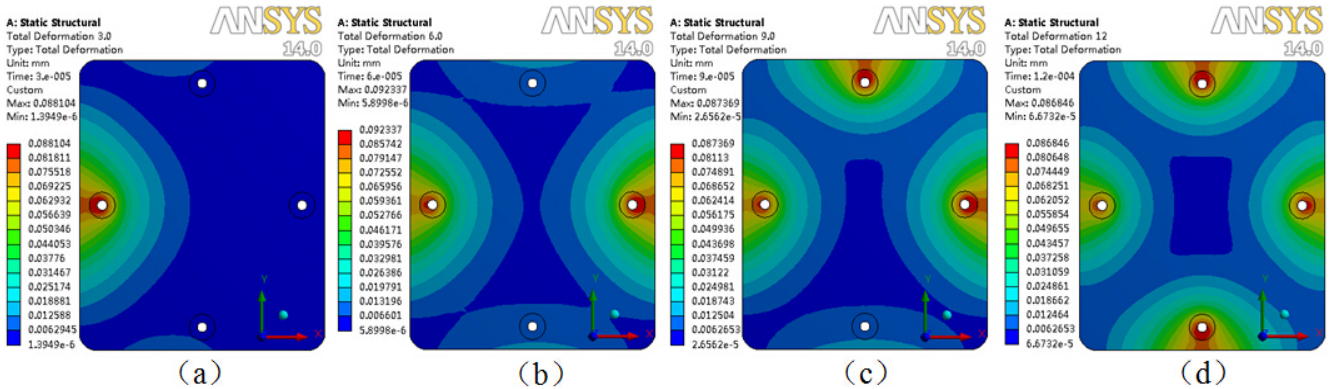 A: Static Structural
Total Deformation 3.0
Type: Total Deformation
Unit: mm
Time: 3.e-005
Custom
Max: 0.088104
Min: 1.3949e-6
ANSYS
14.0
0.088104
0.081811
0.075518
0.069225
0.062932
0.056639
0.050346
0.044053
0.03776
0.031467
0.025174
0.018881
0.012588
0.0062945
1.3949e-6
Y
X
(a)
A: Static Structural
Total Deformation 6.0
Type: Total Deformation
Unit: mm
Time: 6.e-005
Custom
Max: 0.092337
Min: 5.8998e-6
ANSYS
14.0
0.092337
0.085742
0.079147
0.072552
0.065956
0.059361
0.052766
0.046171
0.039576
0.032981
0.026386
0.019791
0.013196
0.006601
5.8998e-6
Y
X
(b)
A: Static Structural
Total Deformation 9.0
Type: Total Deformation
Unit: mm
Time: 9.e-005
Custom
Max: 0.087369
Min: 2.6562e-5
ANSYS
14.0
0.087369
0.08113
0.074891
0.068652
0.062414
0.056175
0.049936
0.043698
0.037459
0.03122
0.024981
0.018743
0.012504
0.0062653
2.6562e-5
Y
X
(c)
A: Static Structural
Total Deformation 12
Type: Total Deformation
Unit: mm
Time: 1.2e-004
Custom
Max: 0.086846
Min: 6.6732e-5
ANSYS
14.0
0.086846
0.080648
0.074449
0.068251
0.062052
0.055854
0.049655
0.043457
0.037258
0.031059
0.024861
0.018662
0.012464
0.0062653
6.6732e-5
Y
X
(d)